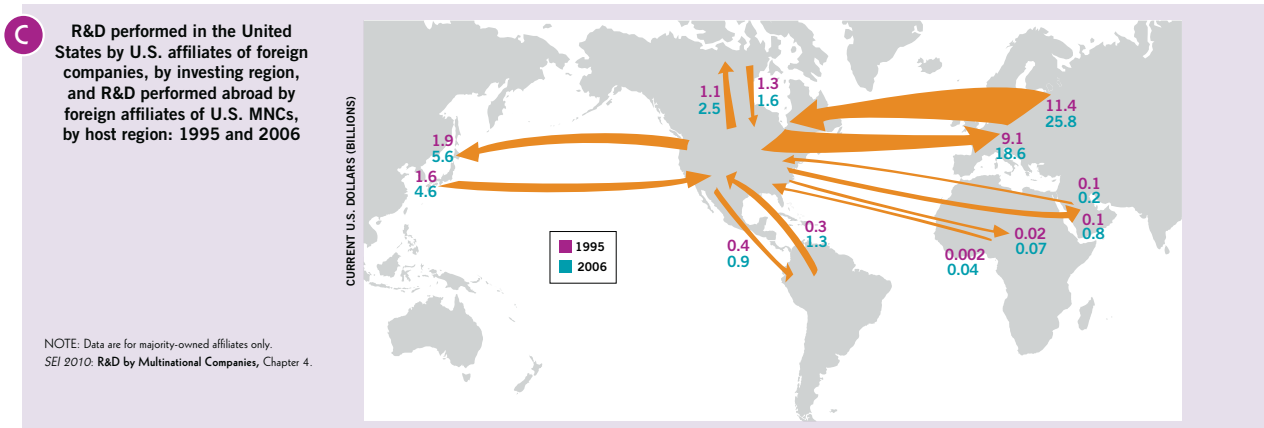 C
R&D performed in the United
States by U.S. affiliates of foreign
companies, by investing region,
and R&D performed abroad by
foreign affiliates of U.S. MNCs,
by host region: 1995 and 2006
NOTE: Data are for majority-owned affiliates only.
SEI 2010: R&D by Multinational Companies, Chapter 4.
CURRENT U.S. DOLLARS (BILLIONS)
1.1
2.5
1.3
1.6
11.4
25.8
9.1
18.6
1.9
5.6
1.6
4.6
0.1
0.2
0.1
0.8
0.02
0.07
0.002
0.04
0.3
1.3
0.4
0.9
1995
2006